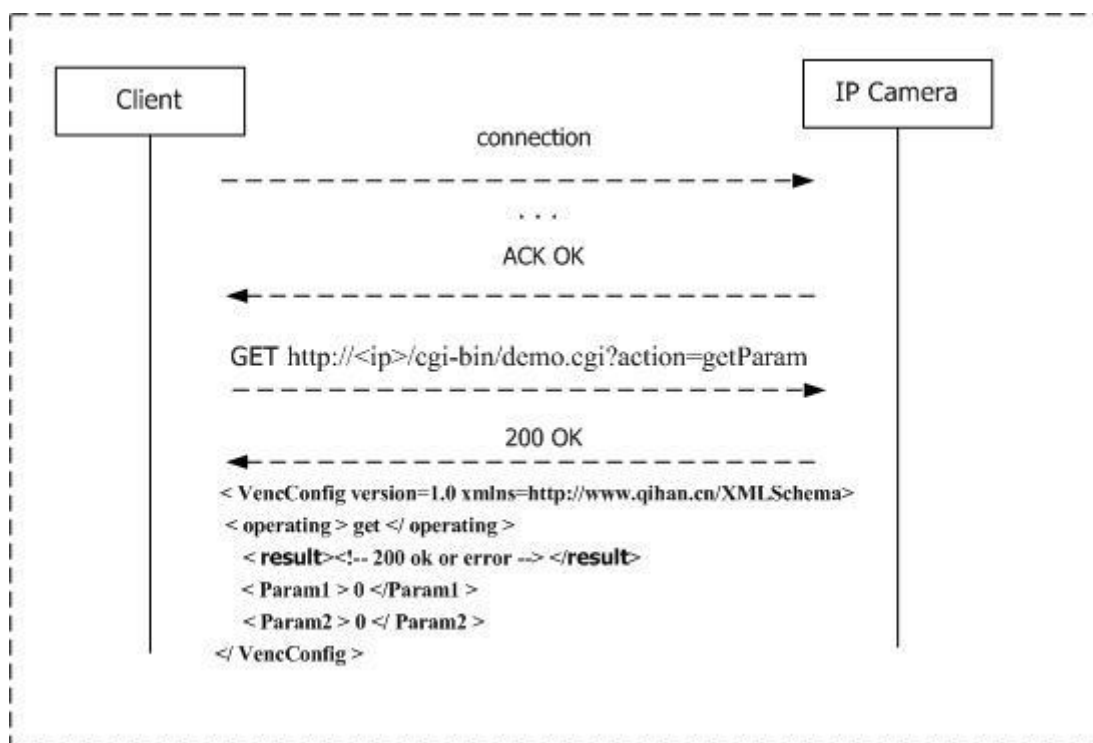 Client
IP Camera
connection
. . .
ACK OK
GET http://<ip>/cgi-bin/demo.cgi?action=getParam
200 OK
< VencConfig version=1.0 xmlns=http://www.qihan.cn/XMLSchema>
< operating > get </ operating >
< result><!-- 200 ok or error --> </result>
< Param1 > 0 </Param1 >
< Param2 > 0 </ Param2 >
</ VencConfig >